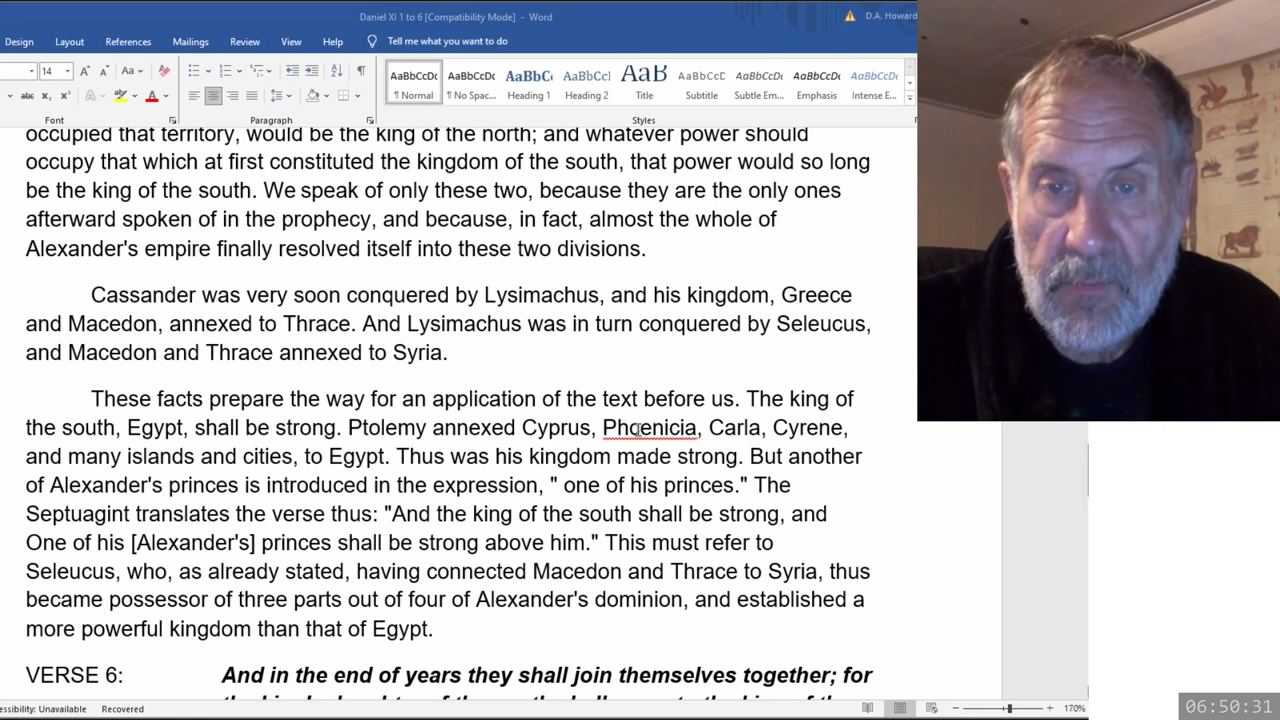 Daniel XI 1 to 6 [Compatibility Mode] - Word
D.A. Howard
Design Layout References Mailings Review View Help Tell me what you want to do
14 Aa
AaBbCcDc AaBbCcDc AaBbCc AaBbCcl AaB AaBbCcD AaBbCcDc AaBbCcDc AaBbCcDc
¶ Normal ¶ No Spac... Heading 1 Heading 2 Title Subtitle Subtle Em... Emphasis Intense E...
Font Paragraph Styles
occupied that territory, would be the king of the north; and whatever power should
occupy that which at first constituted the kingdom of the south, that power would so long
be the king of the south. We speak of only these two, because they are the only ones
afterward spoken of in the prophecy, and because, in fact, almost the whole of
Alexander's empire finally resolved itself into these two divisions.
Cassander was very soon conquered by Lysimachus, and his kingdom, Greece
and Macedon, annexed to Thrace. And Lysimachus was in turn conquered by Seleucus,
and Macedon and Thrace annexed to Syria.
These facts prepare the way for an application of the text before us. The king of
the south, Egypt, shall be strong. Ptolemy annexed Cyprus, Phœnicia, Carla, Cyrene,
and many islands and cities, to Egypt. Thus was his kingdom made strong. But another
of Alexander's princes is introduced in the expression, " one of his princes." The
Septuagint translates the verse thus: "And the king of the south shall be strong, and
One of his [Alexander's] princes shall be strong above him." This must refer to
Seleucus, who, as already stated, having connected Macedon and Thrace to Syria, thus
became possessor of three parts out of four of Alexander's dominion, and established a
more powerful kingdom than that of Egypt.
VERSE 6: And in the end of years they shall join themselves together; for
ssibility: Unavailable Recovered 170%
06:50:31